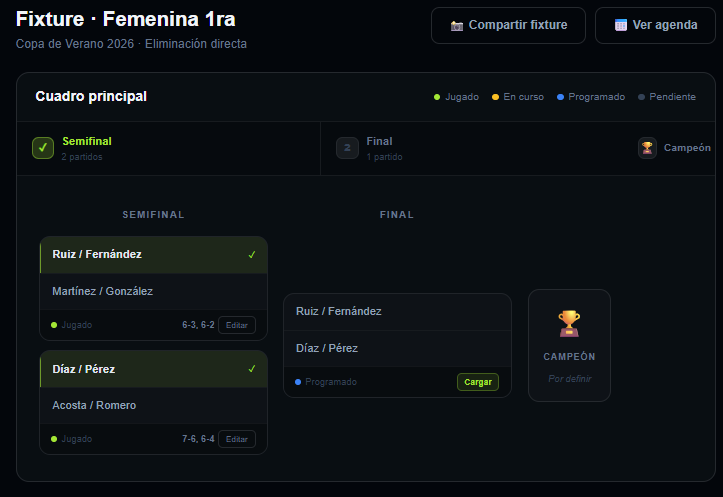 Fixture · Femenina 1ra
Copa de Verano 2026 · Eliminación directa
Compartir fixture
Ver agenda
Cuadro principal
Jugado
En curso
Programado
Pendiente
Semifinal
2 partidos
2
Final
1 partido
Campeón
SEMIFINAL
FINAL
Ruiz / Fernández
Martínez / González
Jugado
6-3, 6-2
Editar
Díaz / Pérez
Acosta / Romero
Jugado
7-6, 6-4
Editar
Ruiz / Fernández
Díaz / Pérez
Programado
Cargar
CAMPEÓN
Por definir